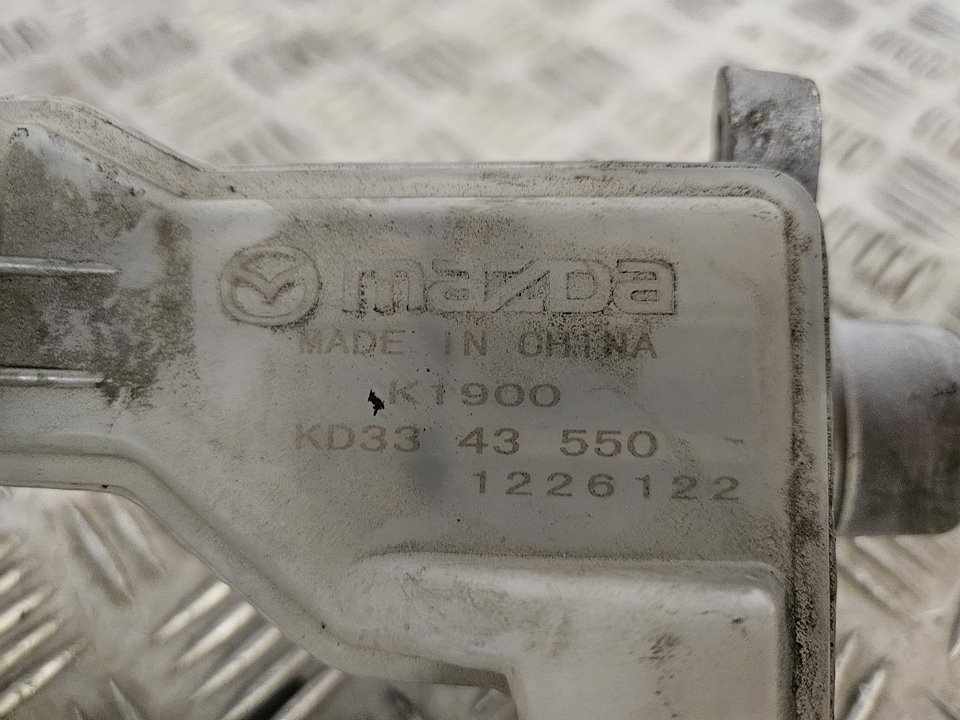 mazda
MADE IN CHINA
K1900
KD33 43 550
1226122